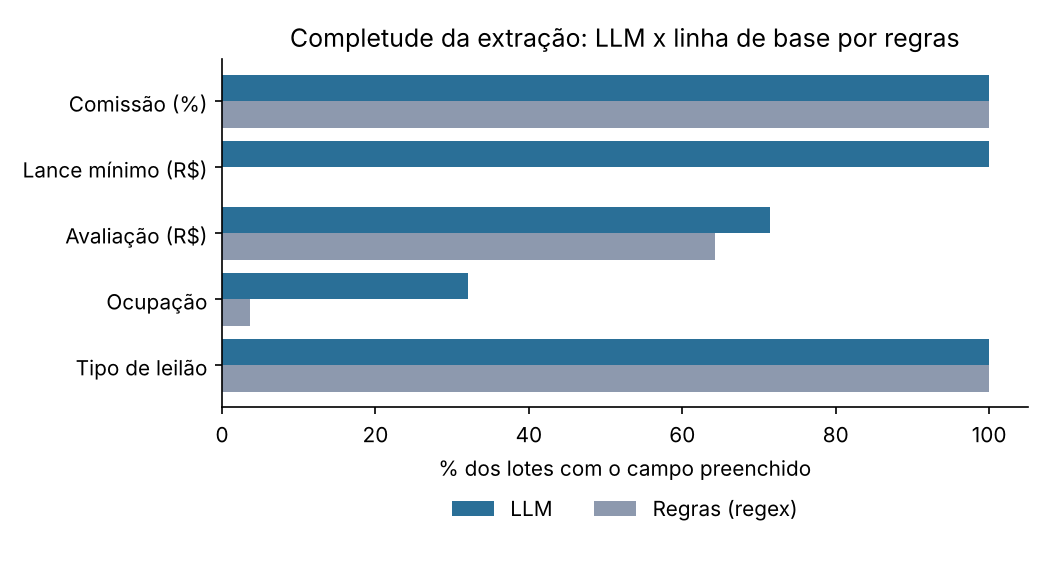 Completude da extração: LLM x linha de base por regras
Comissão (%)
Lance mínimo (R$)
Avaliação (R$)
Ocupação
Tipo de leilão
0 20 40 60 80 100
% dos lotes com o campo preenchido
LLM Regras (regex)